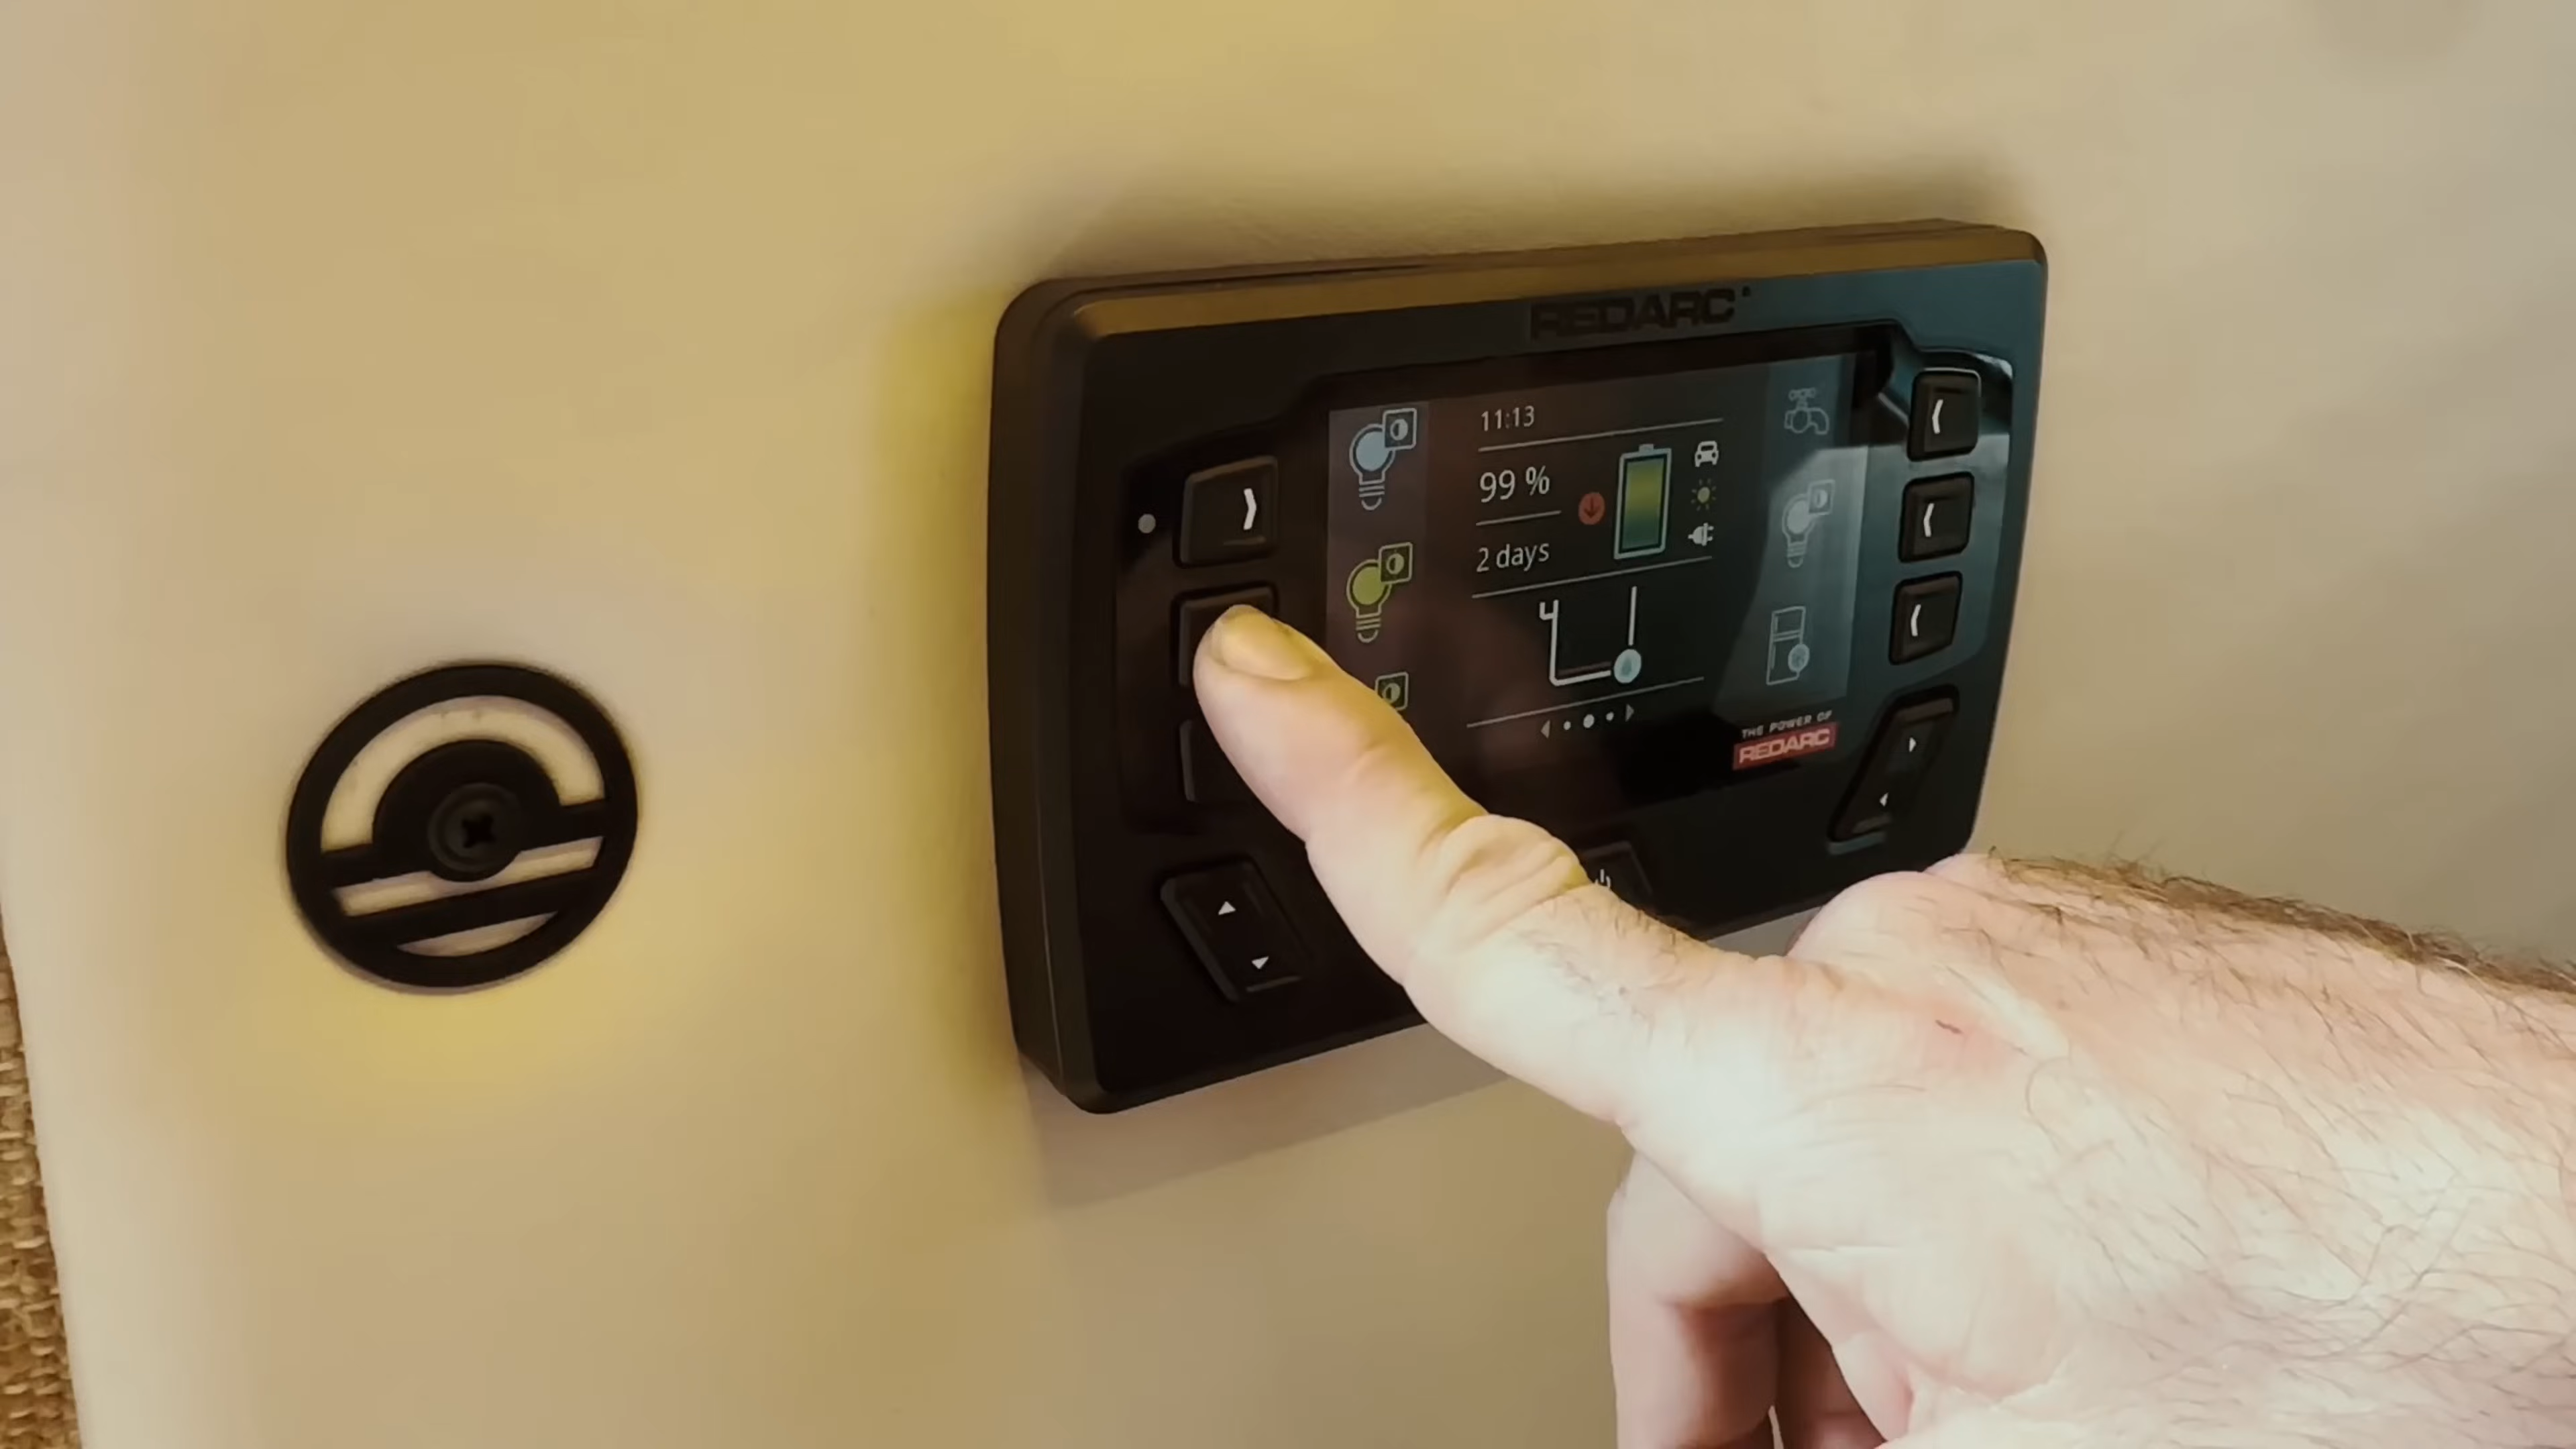 REDARC
11:13
99 %
2 days
THE POWER OF
REDARC